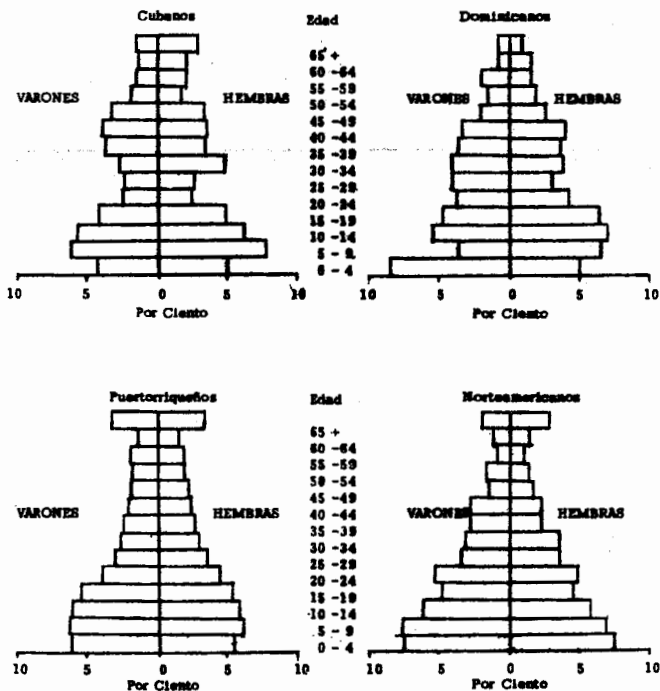 Cubanos Edad Dominicanos
65 +
60 -64
55 -59
VARONES HEMBRAS 50 -54 VARONES HEMBRAS
45 -49
40 -44
35 -39
30 -34
25 -29
20 -24
15 -19
10 -14
5 - 9
0 - 4
10 5 0 5 10 10 5 0 5 10
Por Ciento Por Ciento
Puertorriqueños Edad Norteamericanos
65 +
60 -64
55 -59
50 -54
VARONES HEMBRAS 45 -49 VARONES HEMBRAS
40 -44
35 -39
30 -34
25 -29
20 -24
15 -19
10 -14
5 - 9
0 - 4
10 5 0 5 10 10 5 0 5 10
Por Ciento Por Ciento